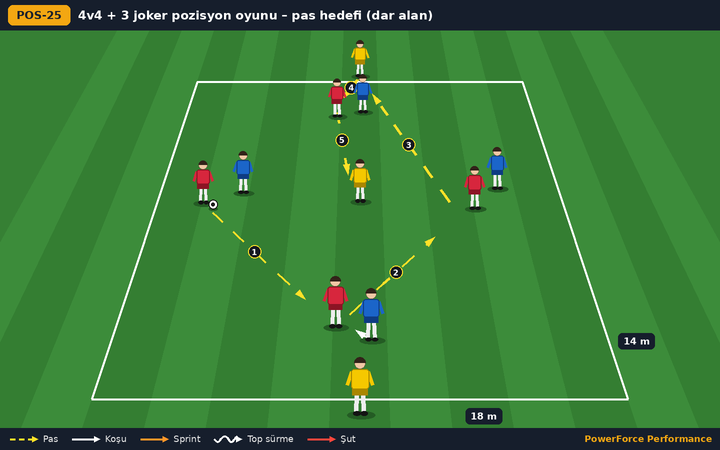 POS-25 4v4 + 3 joker pozisyon oyunu – pas hedefi (dar alan)
4
5
3
1
2
14 m
18 m
Pas Koşu Sprint Top sürme Şut PowerForce Performance